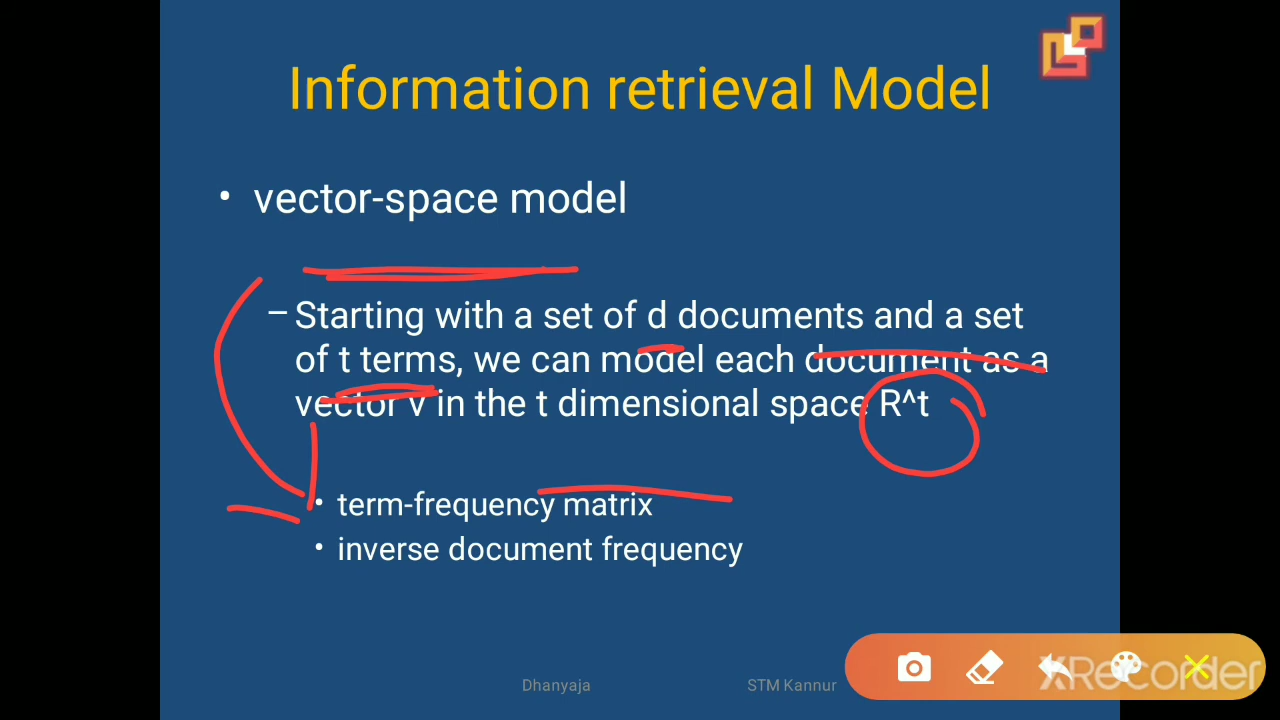 Information retrieval Model
• vector-space model
– Starting with a set of d documents and a set
of t terms, we can model each document as a
vector v in the t dimensional space R^t
• term-frequency matrix
• inverse document frequency
Dhanyaja
STM Kannur
XRecorder